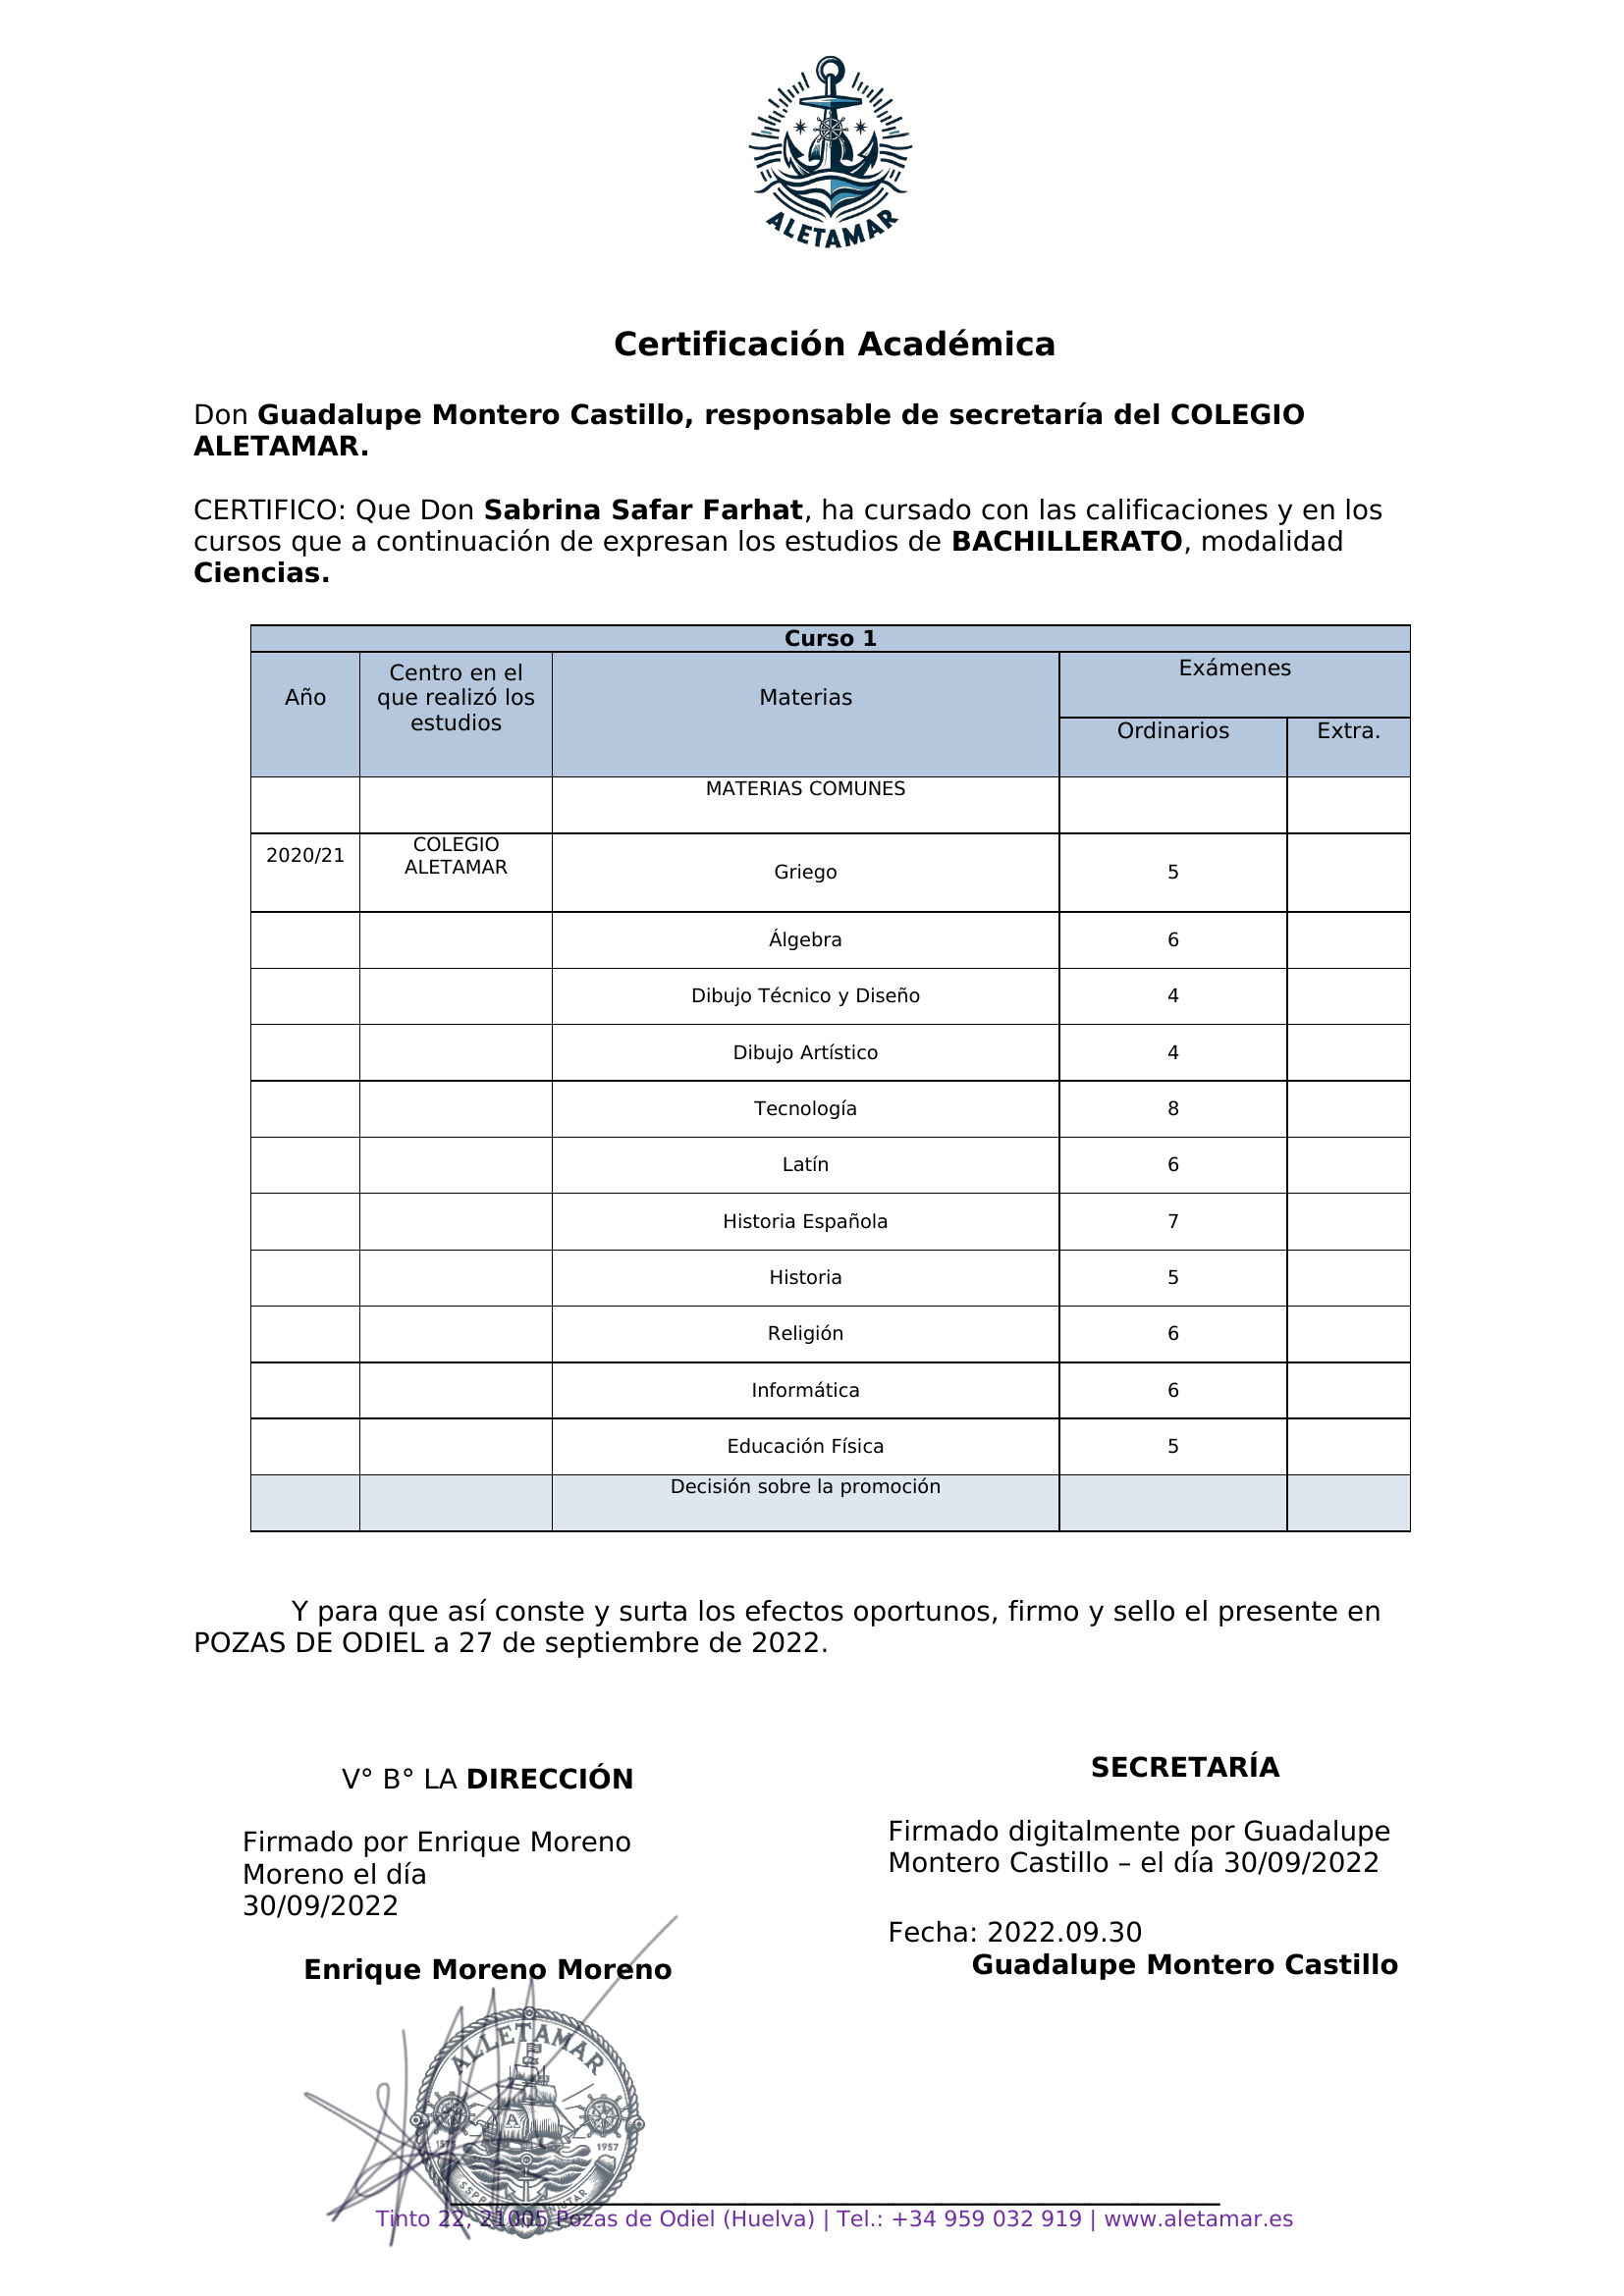 ALETAMAR
Certificación Académica
Don Guadalupe Montero Castillo, responsable de secretaría del COLEGIO
ALETAMAR.
CERTIFICO: Que Don Sabrina Safar Farhat, ha cursado con las calificaciones y en los
cursos que a continuación de expresan los estudios de BACHILLERATO, modalidad
Ciencias.
Curso 1
Año
Centro en el
que realizó los
estudios
Materias
Exámenes
Ordinarios
Extra.
MATERIAS COMUNES
2020/21
COLEGIO
ALETAMAR
Griego 5
Álgebra 6
Dibujo Técnico y Diseño 4
Dibujo Artístico 4
Tecnología 8
Latín 6
Historia Española 7
Historia 5
Religión 6
Informática 6
Educación Física 5
Decisión sobre la promoción
Y para que así conste y surta los efectos oportunos, firmo y sello el presente en
POZAS DE ODIEL a 27 de septiembre de 2022.
V° B° LA DIRECCIÓN
Firmado por Enrique Moreno
Moreno el día
30/09/2022
Enrique Moreno Moreno
SECRETARÍA
Firmado digitalmente por Guadalupe
Montero Castillo – el día 30/09/2022
Fecha: 2022.09.30
Guadalupe Montero Castillo
ALLETAMAR
A
1957
Tinto 22, 21005 Pozas de Odiel (Huelva) | Tel.: +34 959 032 919 | www.aletamar.es